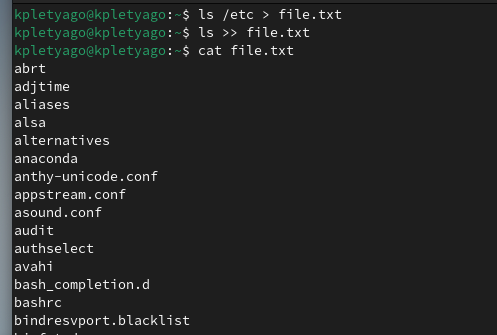 kpletyago@kpletyago:~$ ls /etc > file.txt
kpletyago@kpletyago:~$ ls >> file.txt
kpletyago@kpletyago:~$ cat file.txt
abrt
adjtime
aliases
alsa
alternatives
anaconda
anthy-unicode.conf
appstream.conf
asound.conf
audit
authselect
avahi
bash_completion.d
bashrc
bindresvport.blacklist